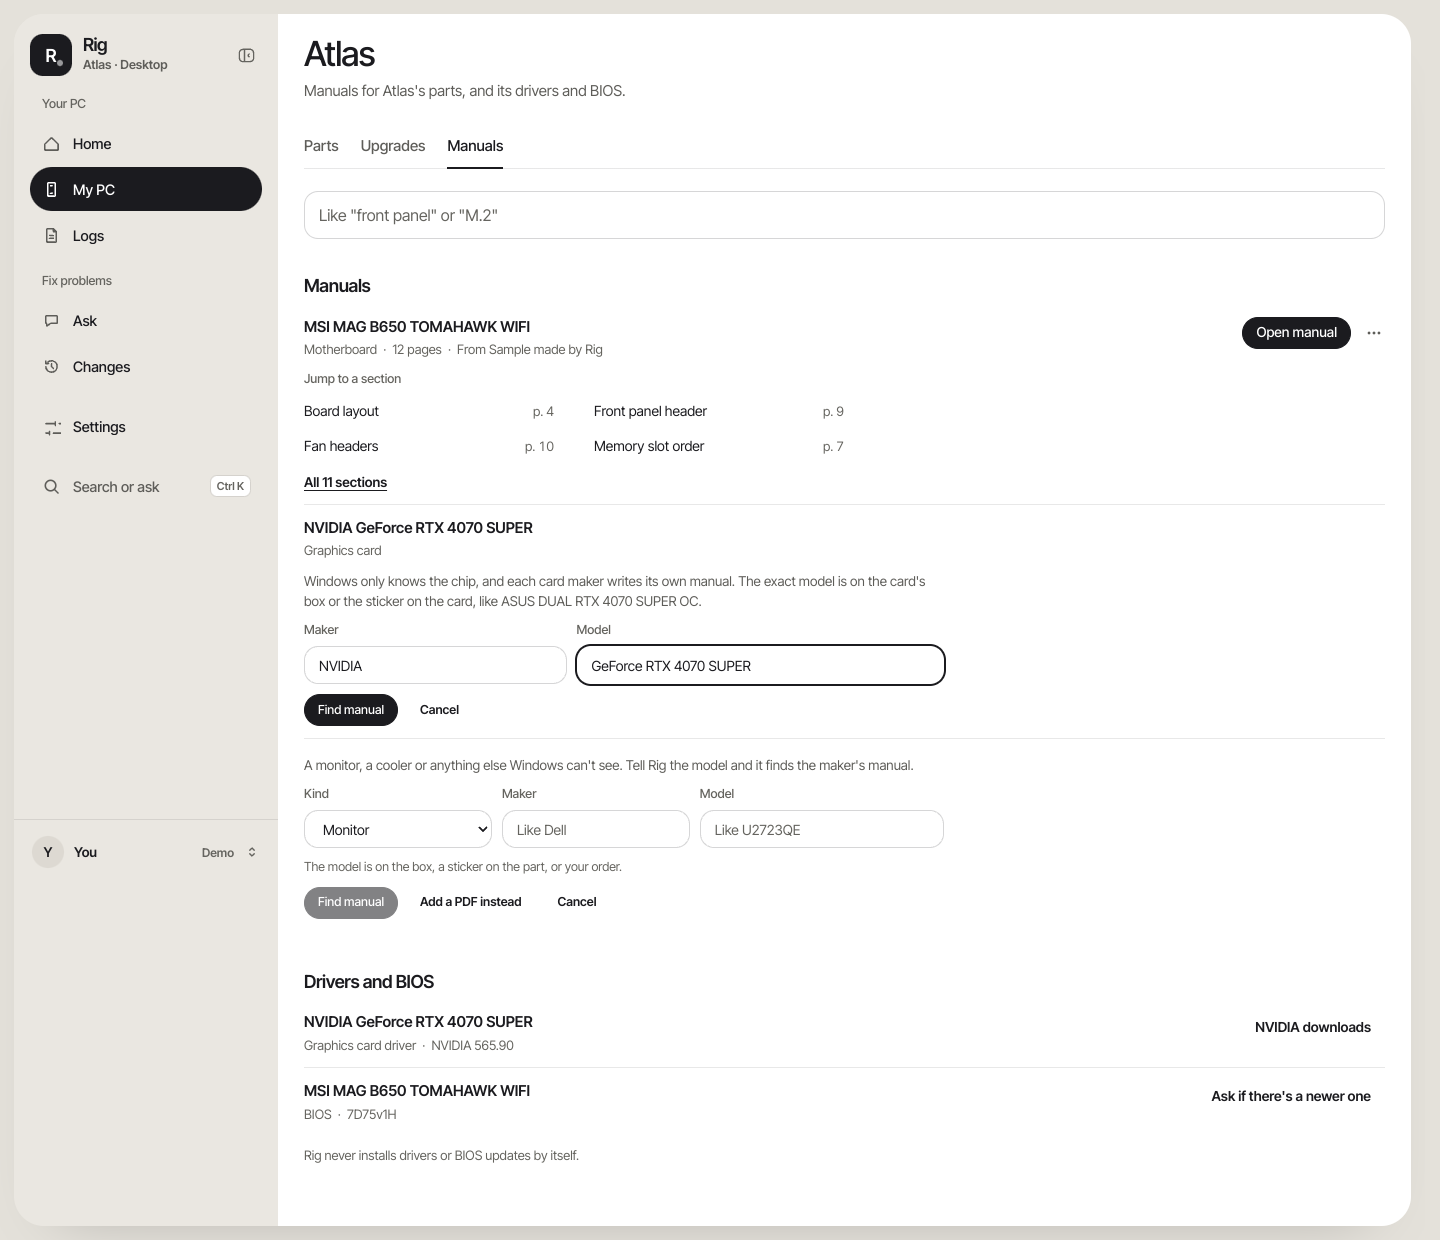 R.
Rig
Atlas · Desktop
Your PC
Home
My PC
Logs
Fix problems
Ask
Changes
Settings
Search or ask
Ctrl K
Y
You
Demo
Atlas
Manuals for Atlas's parts, and its drivers and BIOS.
Parts Upgrades Manuals
Like "front panel" or "M.2"
Manuals
MSI MAG B650 TOMAHAWK WIFI
Motherboard · 12 pages · From Sample made by Rig
Open manual
Jump to a section
Board layout p. 4 Front panel header p. 9
Fan headers p. 10 Memory slot order p. 7
All 11 sections
NVIDIA GeForce RTX 4070 SUPER
Graphics card
Windows only knows the chip, and each card maker writes its own manual. The exact model is on the card's
box or the sticker on the card, like ASUS DUAL RTX 4070 SUPER OC.
Maker Model
NVIDIA GeForce RTX 4070 SUPER
Find manual Cancel
A monitor, a cooler or anything else Windows can't see. Tell Rig the model and it finds the maker's manual.
Kind Maker Model
Monitor Like Dell Like U2723QE
The model is on the box, a sticker on the part, or your order.
Find manual Add a PDF instead Cancel
Drivers and BIOS
NVIDIA GeForce RTX 4070 SUPER
Graphics card driver · NVIDIA 565.90
NVIDIA downloads
MSI MAG B650 TOMAHAWK WIFI
BIOS · 7D75v1H
Ask if there's a newer one
Rig never installs drivers or BIOS updates by itself.